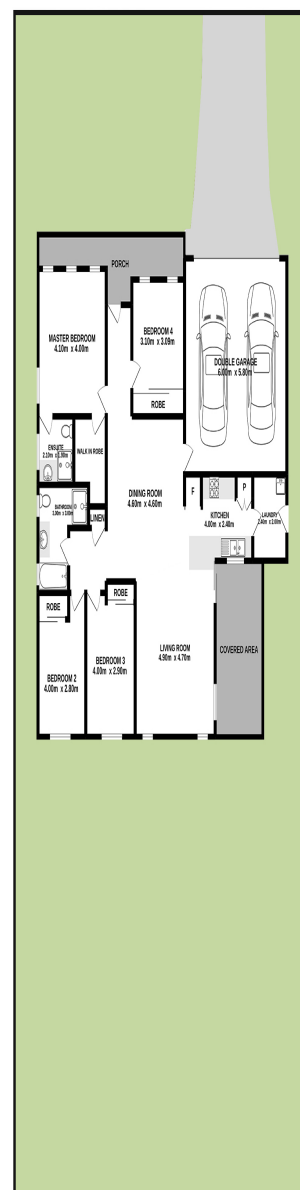 PORCH
MASTER BEDROOM
4.10m x 4.00m
BEDROOM 4
3.10m x 3.09m
DOUBLE GARAGE
6.00m x 5.80m
ROBE
ENSUITE
WALK IN ROBE
BATHROOM
LINEN
DINING ROOM
4.60m x 4.60m
F
P
KITCHEN
4.00m x 2.40m
LAUNDRY
ROBE
ROBE
BEDROOM 2
4.00m x 2.80m
BEDROOM 3
4.00m x 2.90m
LIVING ROOM
4.90m x 4.70m
COVERED AREA